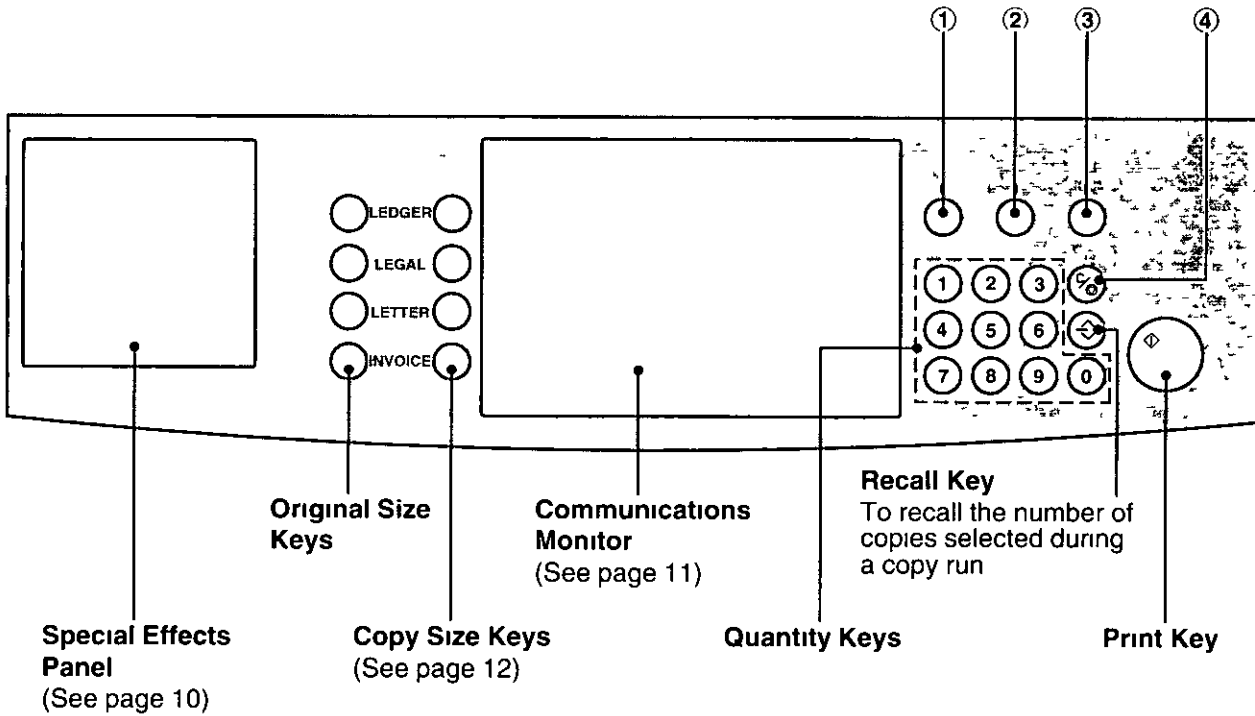 ① ② ③ ④
LEDGER
LEGAL
LETTER
INVOICE
1 2 3 C/
4 5 6
7 8 9 0
Original Size
Keys
Communications
Monitor
(See page 11)
Recall Key
To recall the number of
copies selected during
a copy run
Special Effects
Panel
(See page 10)
Copy Size Keys
(See page 12)
Quantity Keys
Print Key